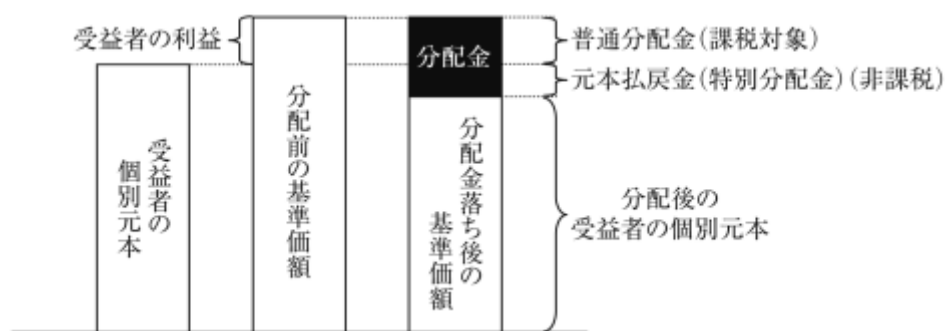 受益者の利益
分配金
普通分配金(課税対象)
元本払戻金(特別分配金)(非課税)
受益者の
個別元本
分配前の基準価額
分配金落ち後の
基準価額
分配後の
受益者の個別元本